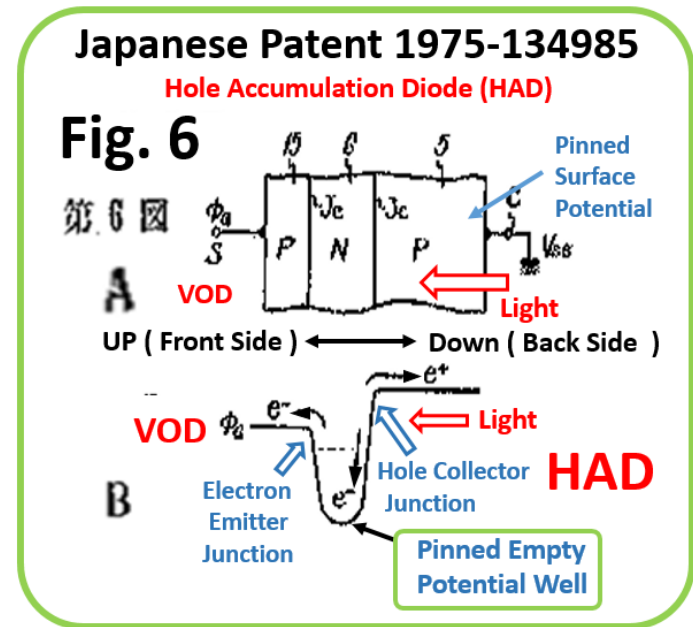 Japanese Patent 1975-134985
Hole Accumulation Diode (HAD)
Fig. 6
第6図
A
15 6 5
Pinned
Surface
Potential
φG
S
Jc
Jc
C
P N P
VSS
VOD
Light
UP ( Front Side )
Down ( Back Side )
B
VOD
φG
e-
e+
Light
HAD
Electron
Emitter
Junction
e-
Hole Collector
Junction
Pinned Empty
Potential Well